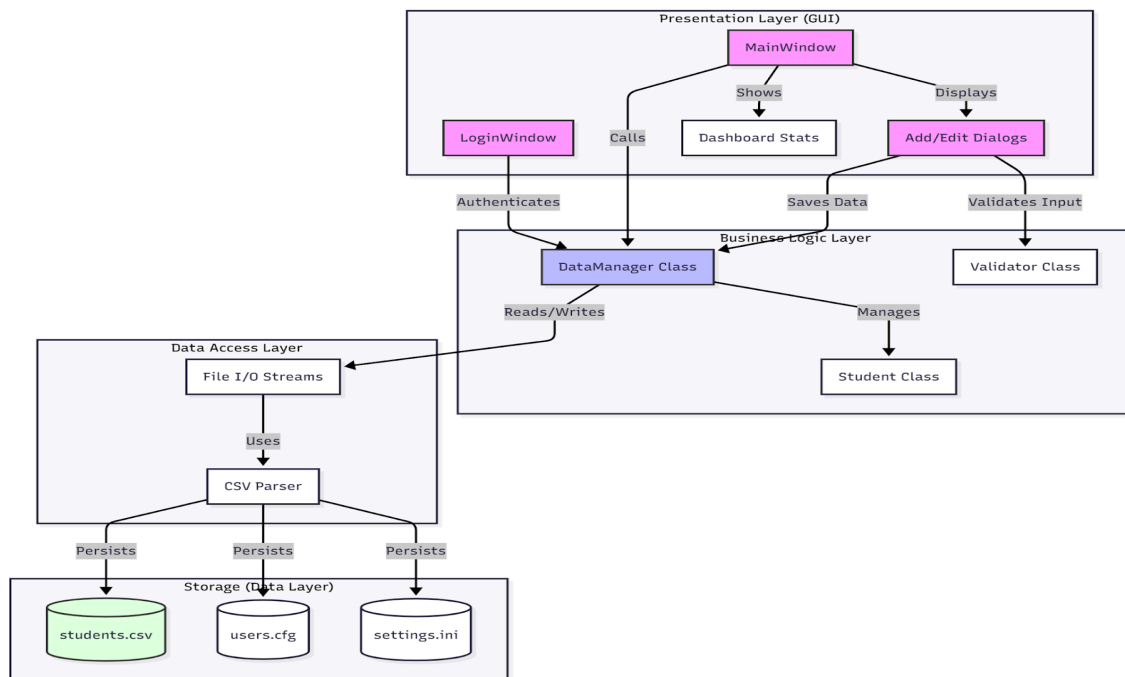 Presentation Layer (GUI)
MainWindow
Shows
Displays
LoginWindow
Calls
Dashboard Stats
Add/Edit Dialogs
Authenticates
Saves Data
Validates Input
Business Logic Layer
DataManager Class
Validator Class
Reads/Writes
Manages
Data Access Layer
File I/O Streams
Student Class
Uses
CSV Parser
Persists
Persists
Persists
Storage (Data Layer)
students.csv
users.cfg
settings.ini